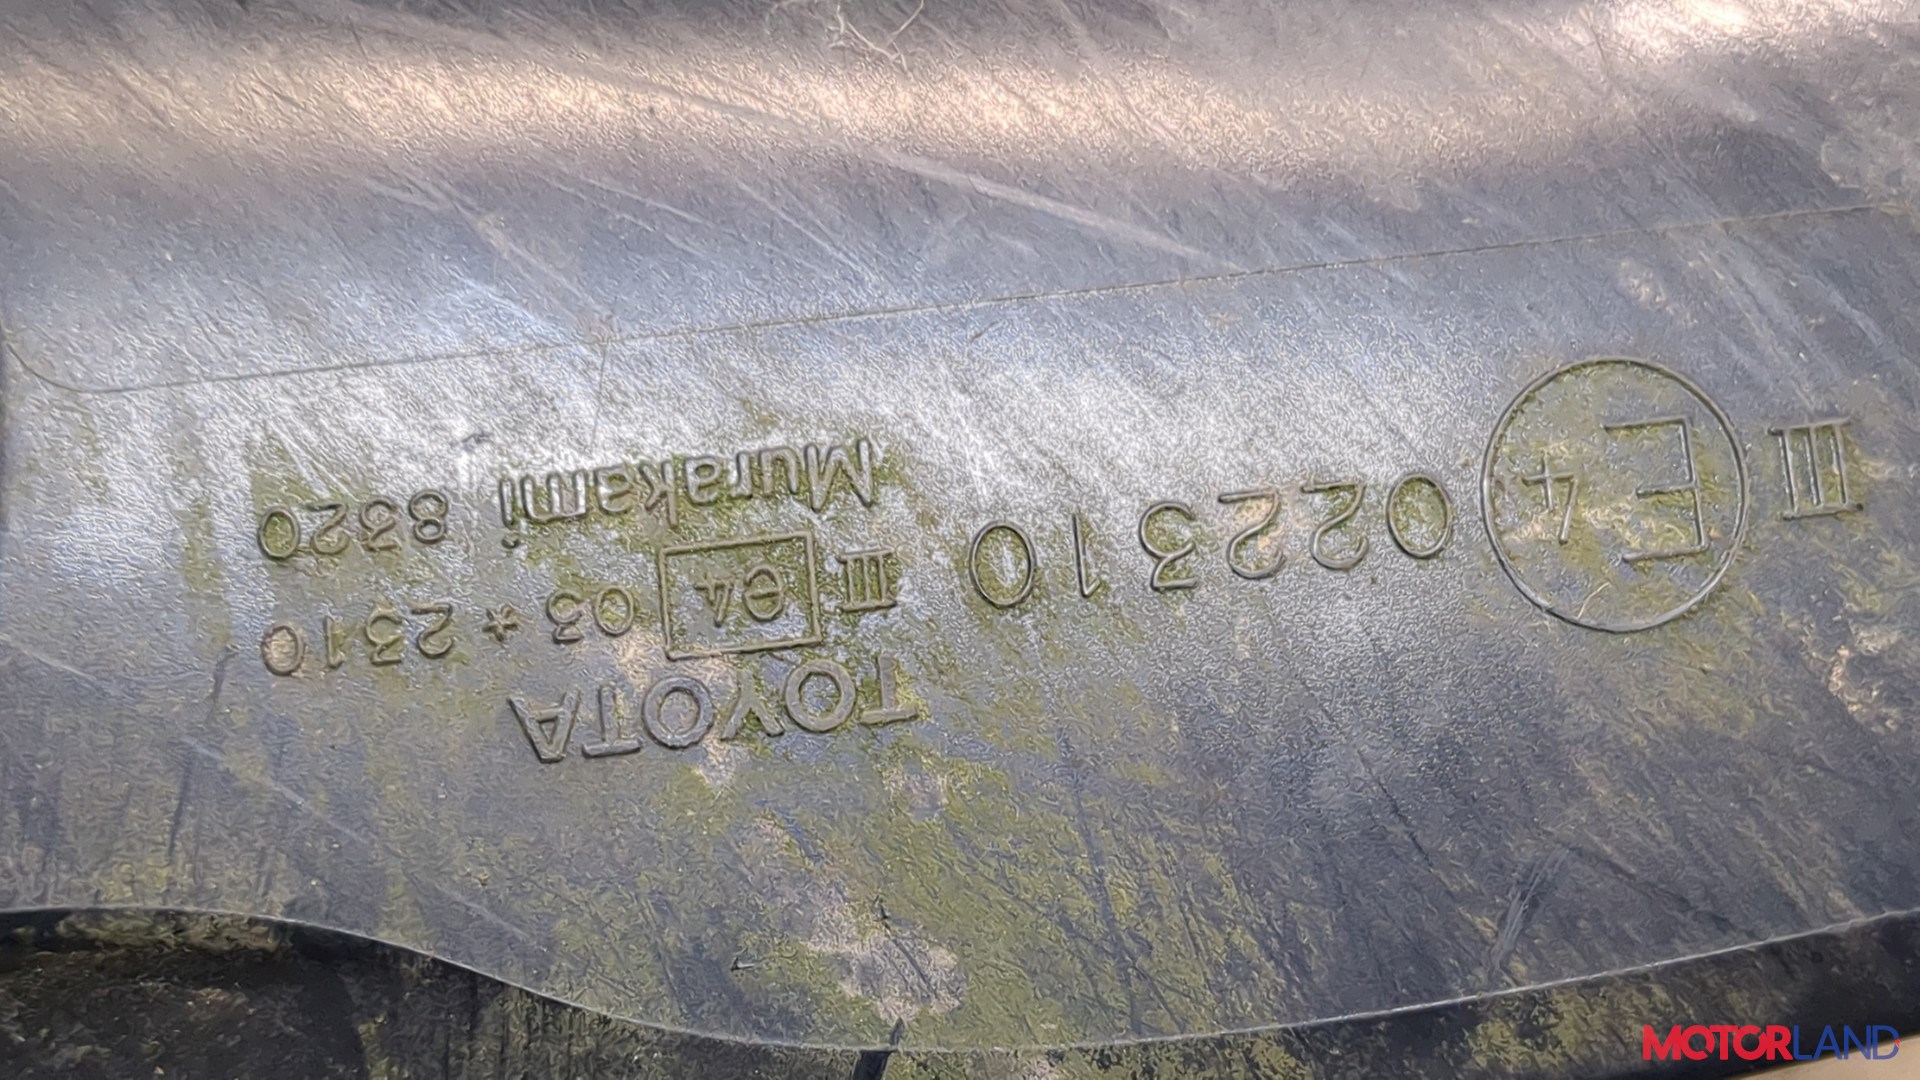 III E4 022310
TOYOTA
III e4 03*2310
Murakami 8320
MOTORLAND